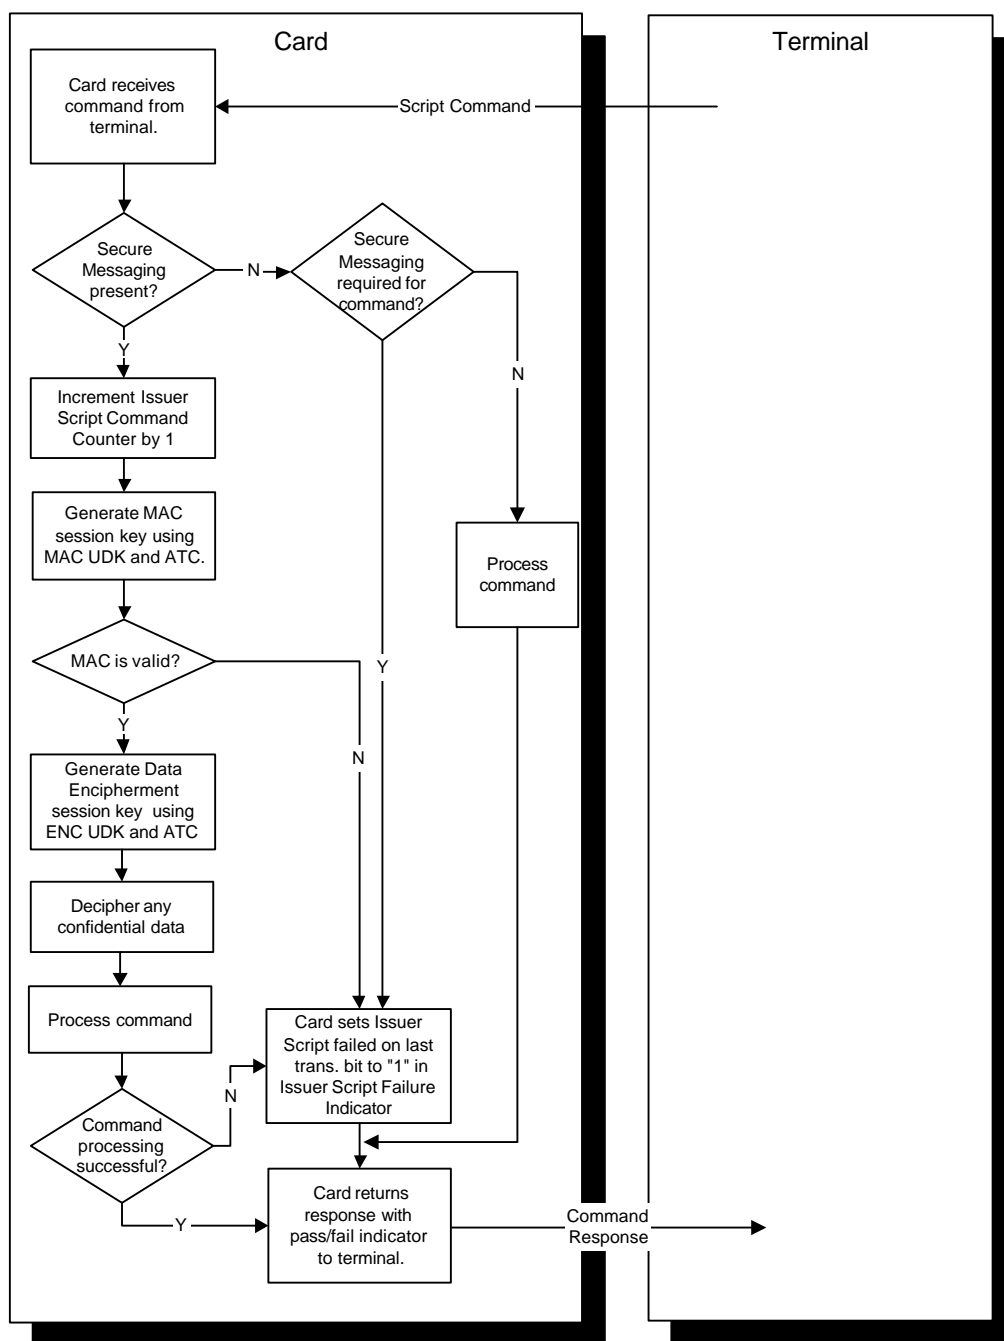 Card
Terminal
Card receives
command from
terminal.
Script Command
Secure
Messaging
present?
N
Secure
Messaging
required for
command?
Y
N
Increment Issuer
Script Command
Counter by 1
Generate MAC
session key using
MAC UDK and ATC.
Process
command
MAC is valid?
Y
Y
N
Generate Data
Encipherment
session key using
ENC UDK and ATC
Decipher any
confidential data
Process command
Card sets Issuer
Script failed on last
trans. bit to "1" in
Issuer Script Failure
Indicator
N
Command
processing
successful?
Y
Card returns
response with
pass/fail indicator
to terminal.
Command
Response